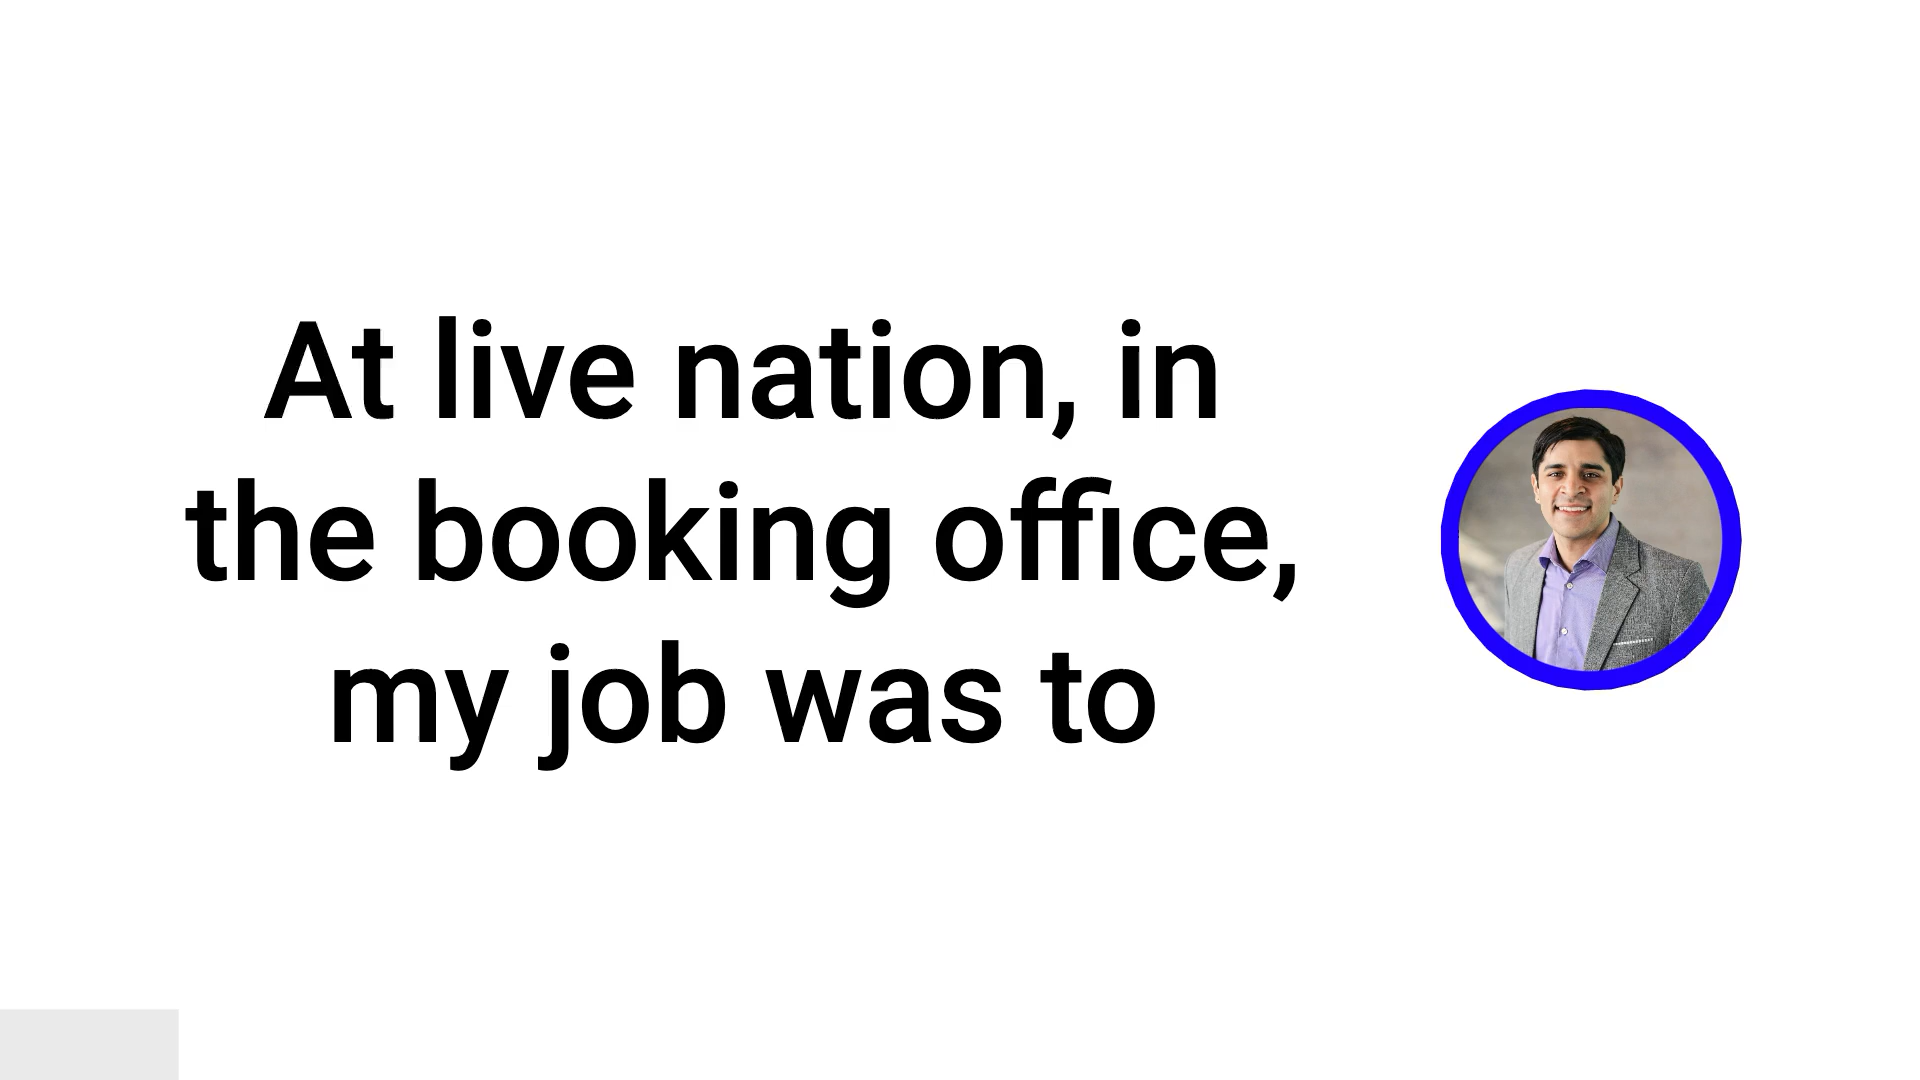 At live nation, in
the booking office,
my job was to